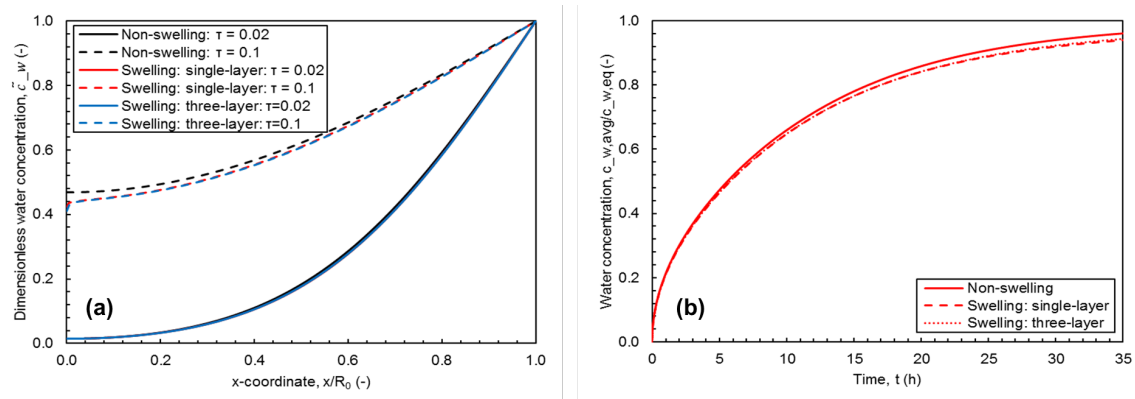 (a)
1.0
0.8
0.6
0.4
0.2
0.0
Dimensionless water concentration, c̃_w (-)
Non-swelling: τ = 0.02
Non-swelling: τ = 0.1
Swelling: single-layer: τ = 0.02
Swelling: single-layer: τ = 0.1
Swelling: three-layer: τ=0.02
Swelling: three-layer: τ=0.1
0.0 0.2 0.4 0.6 0.8 1.0
x-coordinate, x/R₀ (-)
(b)
1.0
0.8
0.6
0.4
0.2
0.0
Water concentration, c_w,avg/c_w,eq (-)
Non-swelling
Swelling: single-layer
Swelling: three-layer
0 5 10 15 20 25 30 35
Time, t (h)